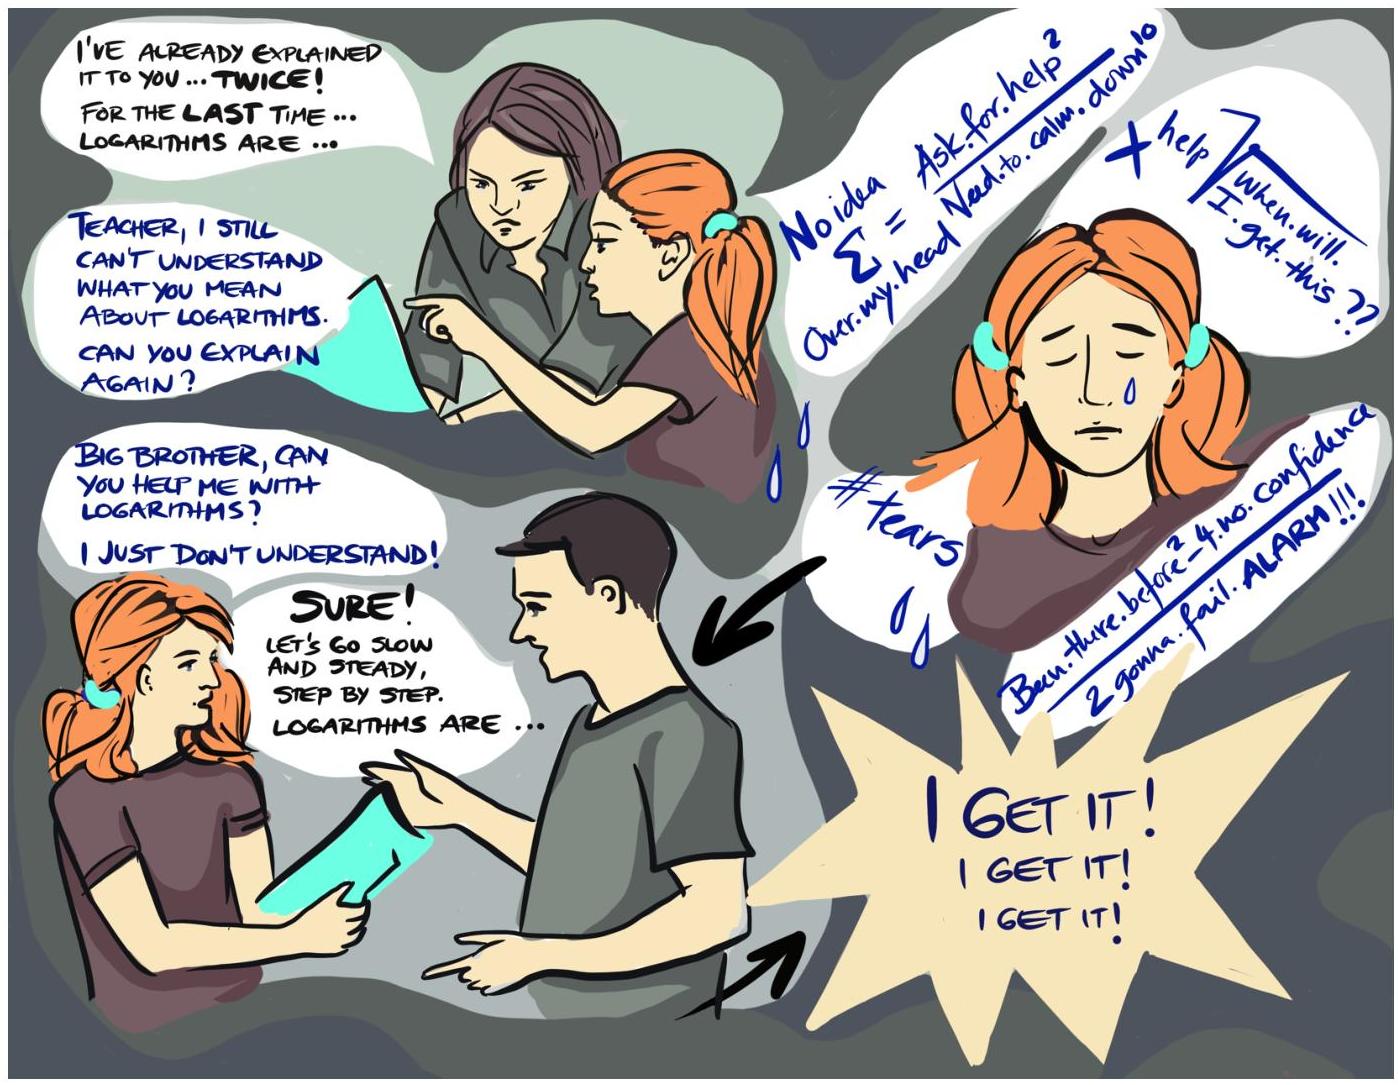 I'VE ALREADY EXPLAINED
IT TO YOU ... TWICE!
FOR THE LAST TIME ...
LOGARITHMS ARE ...
TEACHER, I STILL
CAN'T UNDERSTAND
WHAT YOU MEAN
ABOUT LOGARITHMS.
CAN YOU EXPLAIN
AGAIN?
No idea
Σ = Ask.for.help²
Over.my.head Need.to.calm.down¹⁰
+ help
When.will.
I.get.this ??
# tears
Been.there.before²-4.no.confidence
2 gonna.fail.ALARM!!!
BIG BROTHER, CAN
YOU HELP ME WITH
LOGARITHMS?
I JUST DON'T UNDERSTAND!
SURE!
LET'S GO SLOW
AND STEADY,
STEP BY STEP.
LOGARITHMS ARE ...
I GET IT!
I GET IT!
I GET IT!